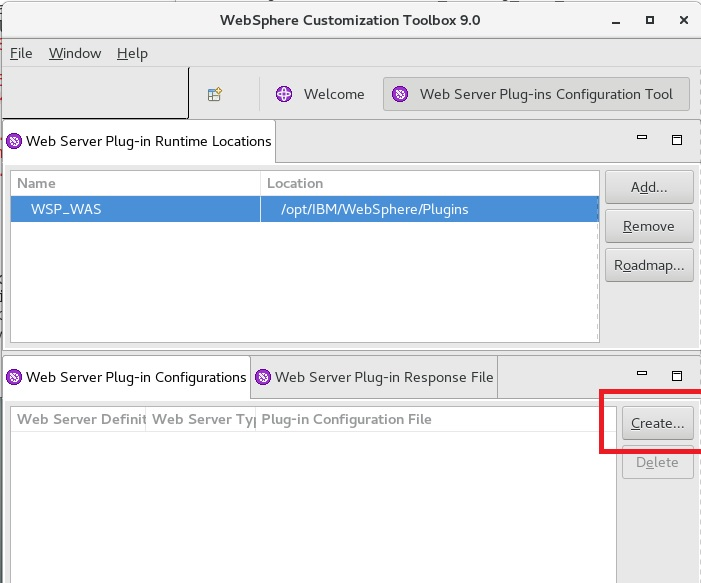 WebSphere Customization Toolbox 9.0
File Window Help
Welcome Web Server Plug-ins Configuration Tool
Web Server Plug-in Runtime Locations
Name Location
WSP_WAS /opt/IBM/WebSphere/Plugins
Add...
Remove
Roadmap...
Web Server Plug-in Configurations Web Server Plug-in Response File
Web Server Definit Web Server Typ Plug-in Configuration File
Create...
Delete